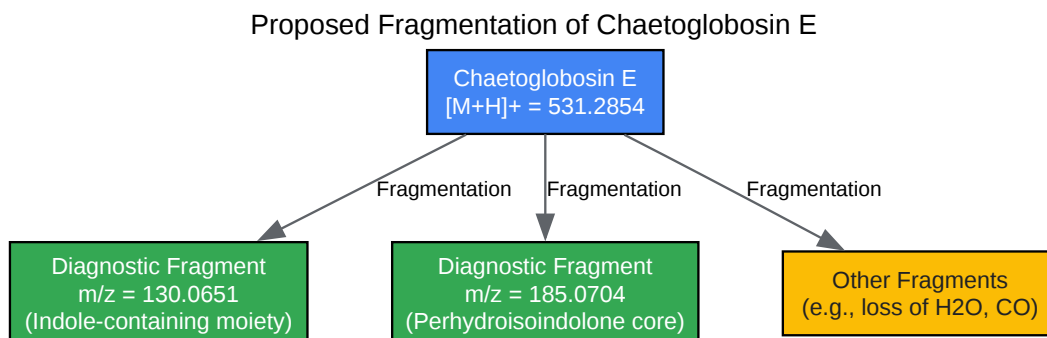 Proposed Fragmentation of Chaetoglobosin E
Chaetoglobosin E
[M+H]+ = 531.2854
Fragmentation
Fragmentation
Fragmentation
Diagnostic Fragment
m/z = 130.0651
(Indole-containing moiety)
Diagnostic Fragment
m/z = 185.0704
(Perhydroisoindolone core)
Other Fragments
(e.g., loss of H2O, CO)